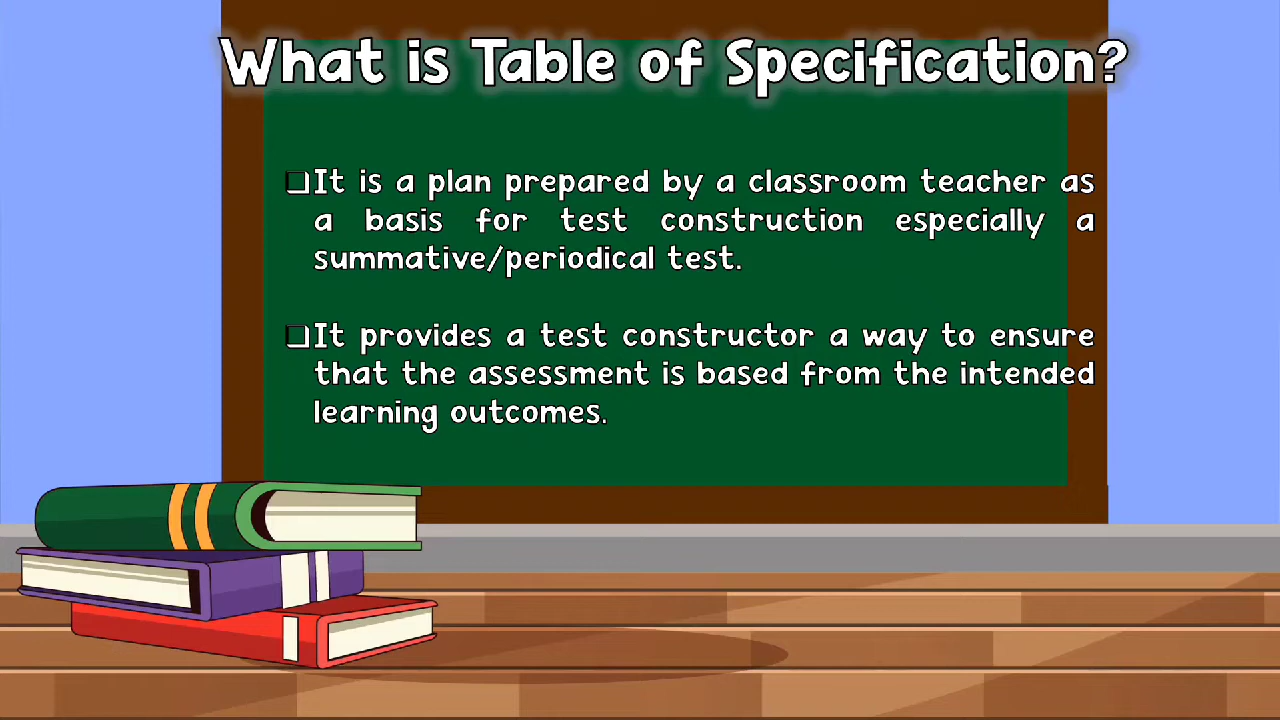 What is Table of Specification?
❑It is a plan prepared by a classroom teacher as
a basis for test construction especially a
summative/periodical test.
❑It provides a test constructor a way to ensure
that the assessment is based from the intended
learning outcomes.